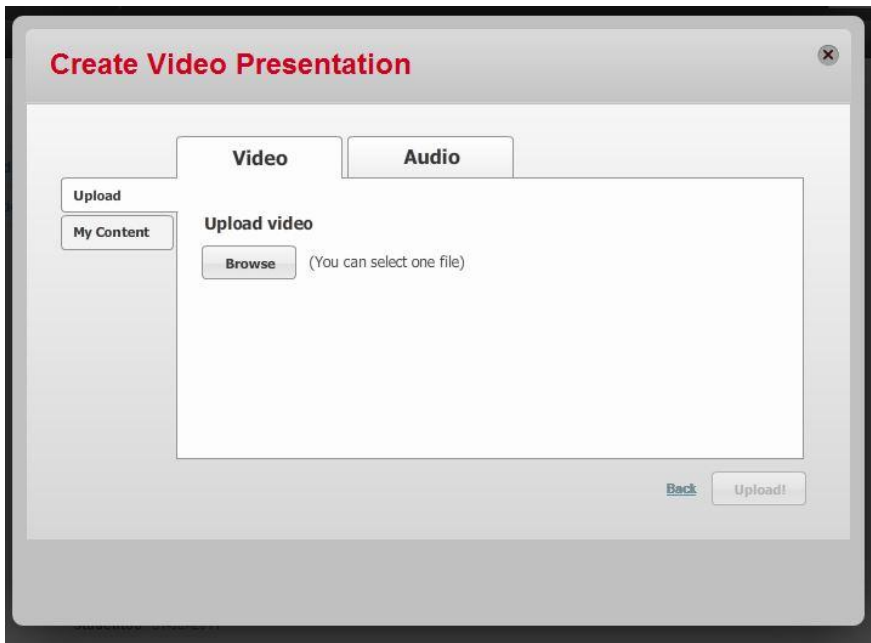 Create Video Presentation
Video Audio
Upload
My Content
Upload video
Browse (You can select one file)
Back Upload!